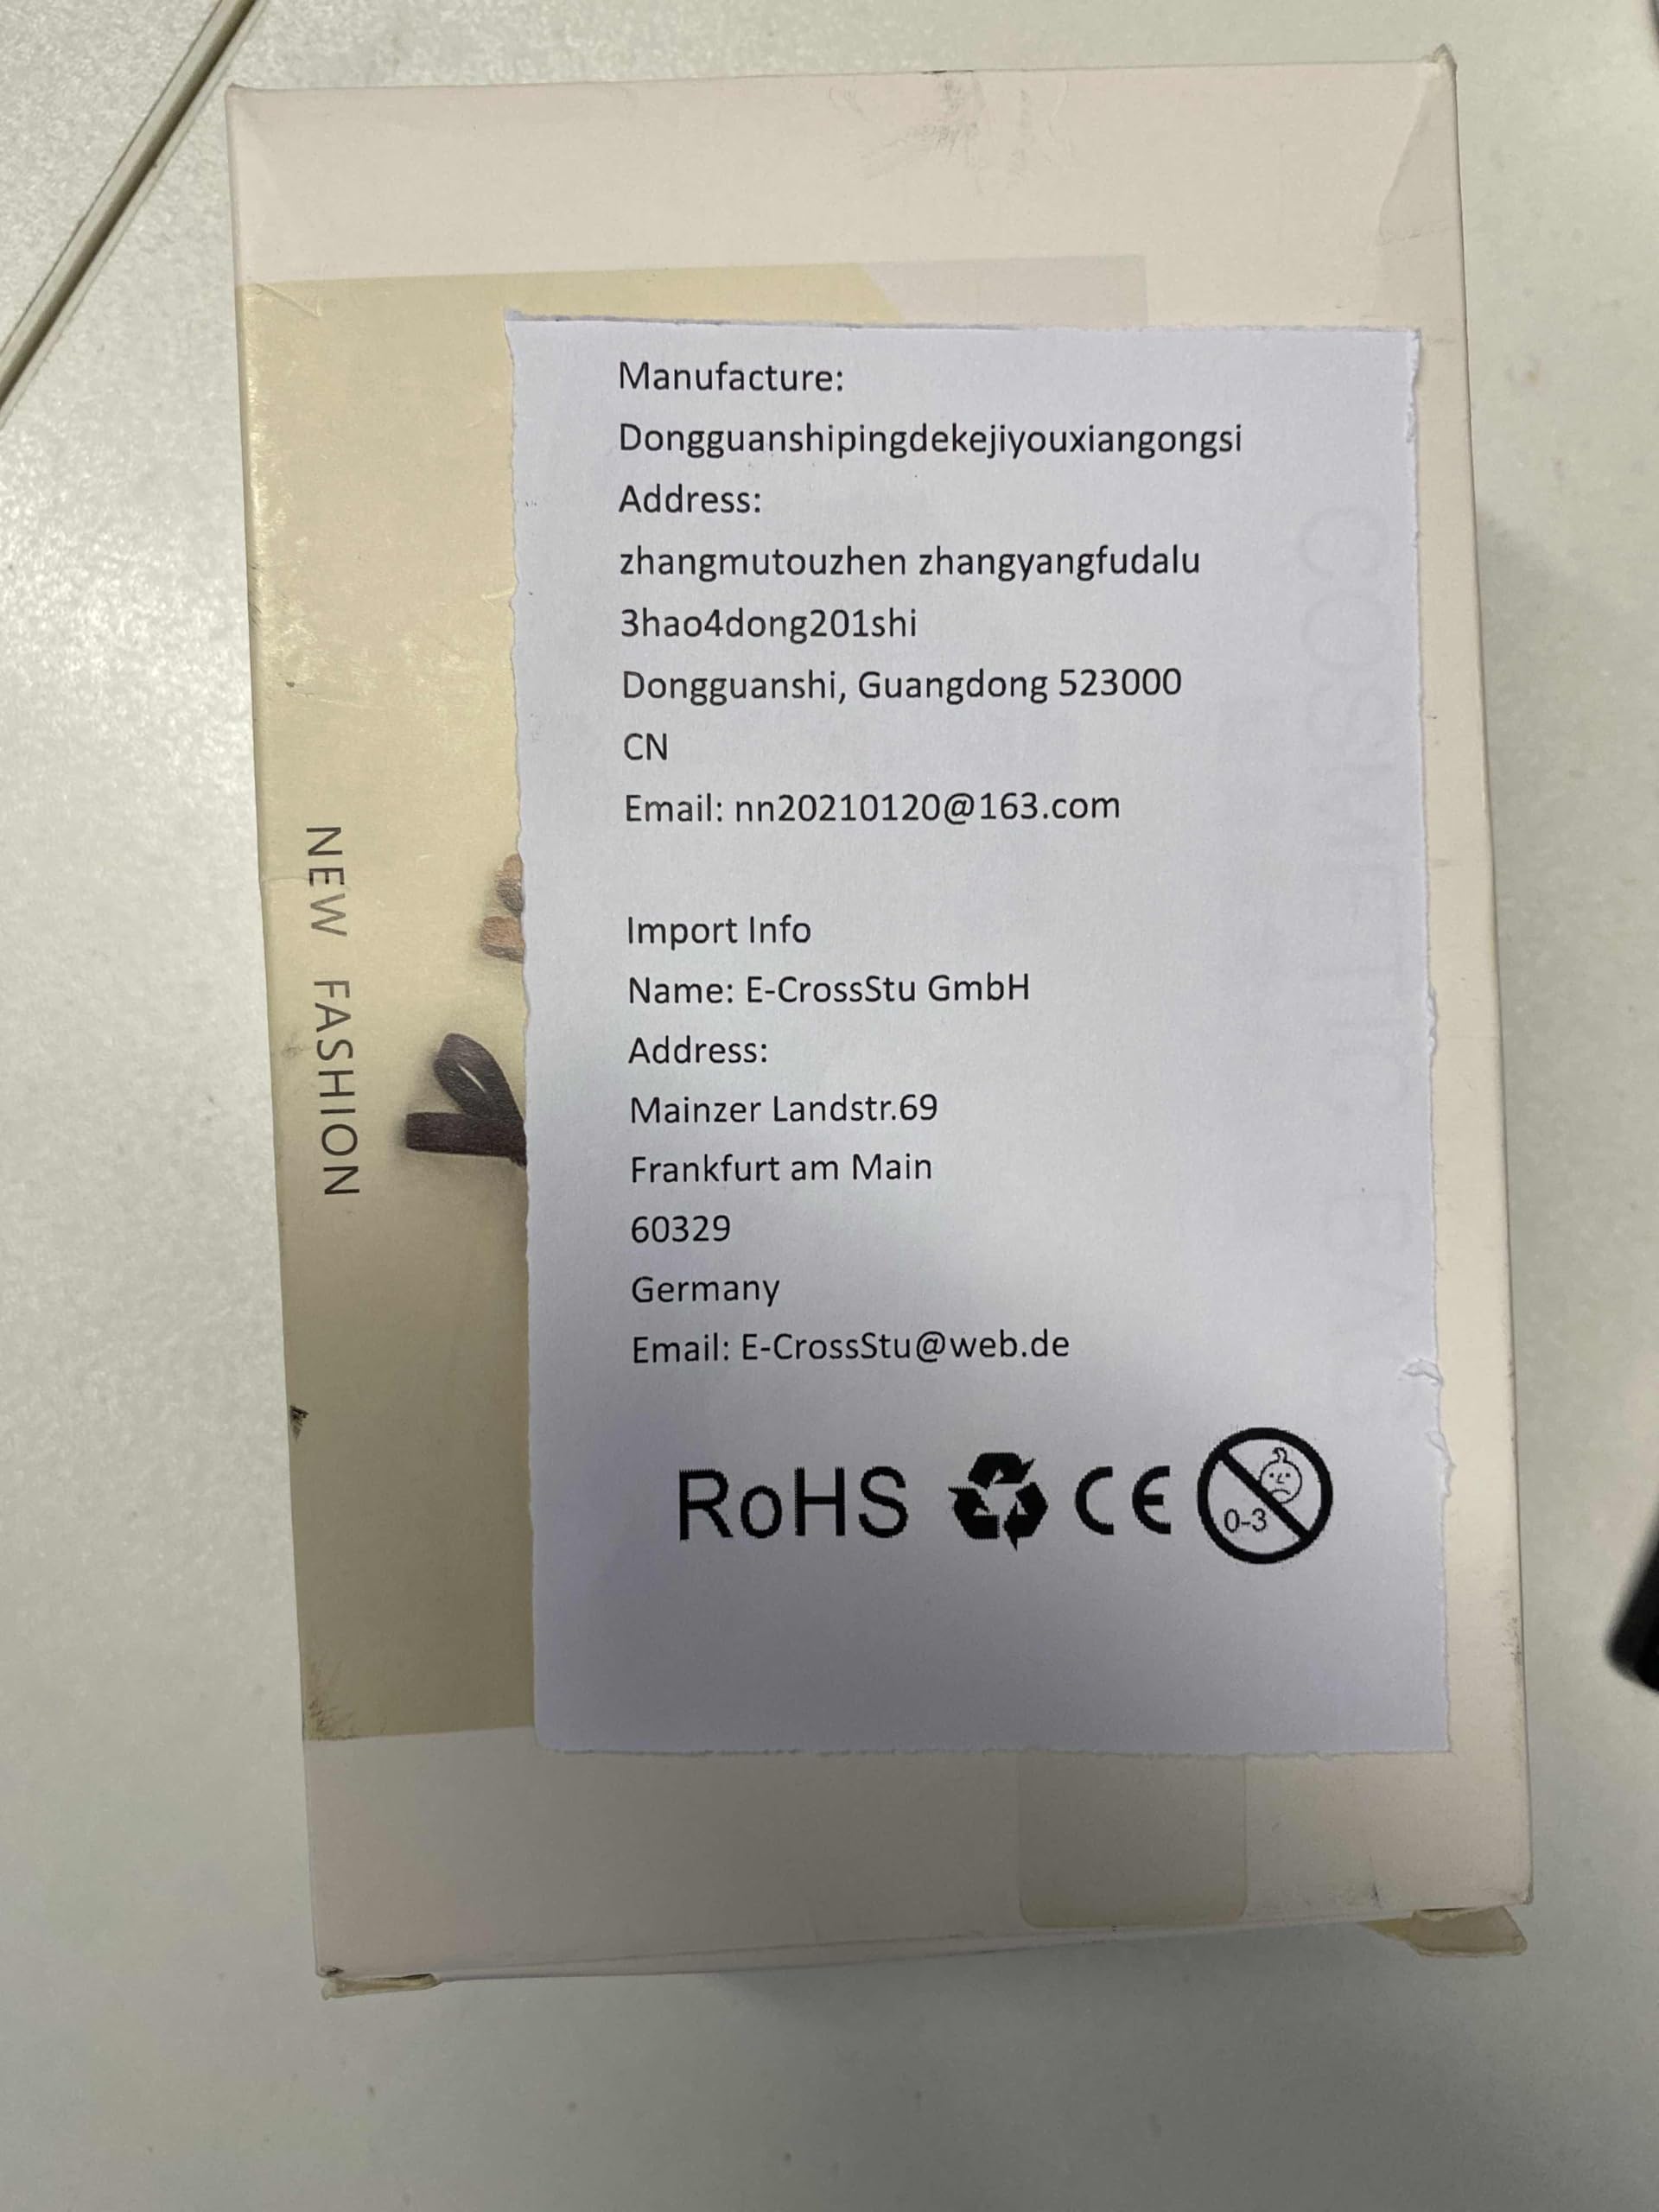 Manufacture:
Dongguanshipingdekejiyouxiangongsi
Address:
zhangmutouzhen zhangyangfudalu
3hao4dong201shi
Dongguanshi, Guangdong 523000
CN
Email: nn20210120@163.com
Import Info
Name: E-CrossStu GmbH
Address:
Mainzer Landstr.69
Frankfurt am Main
60329
Germany
Email: E-CrossStu@web.de
RoHS CE 0-3
NEW FASHION